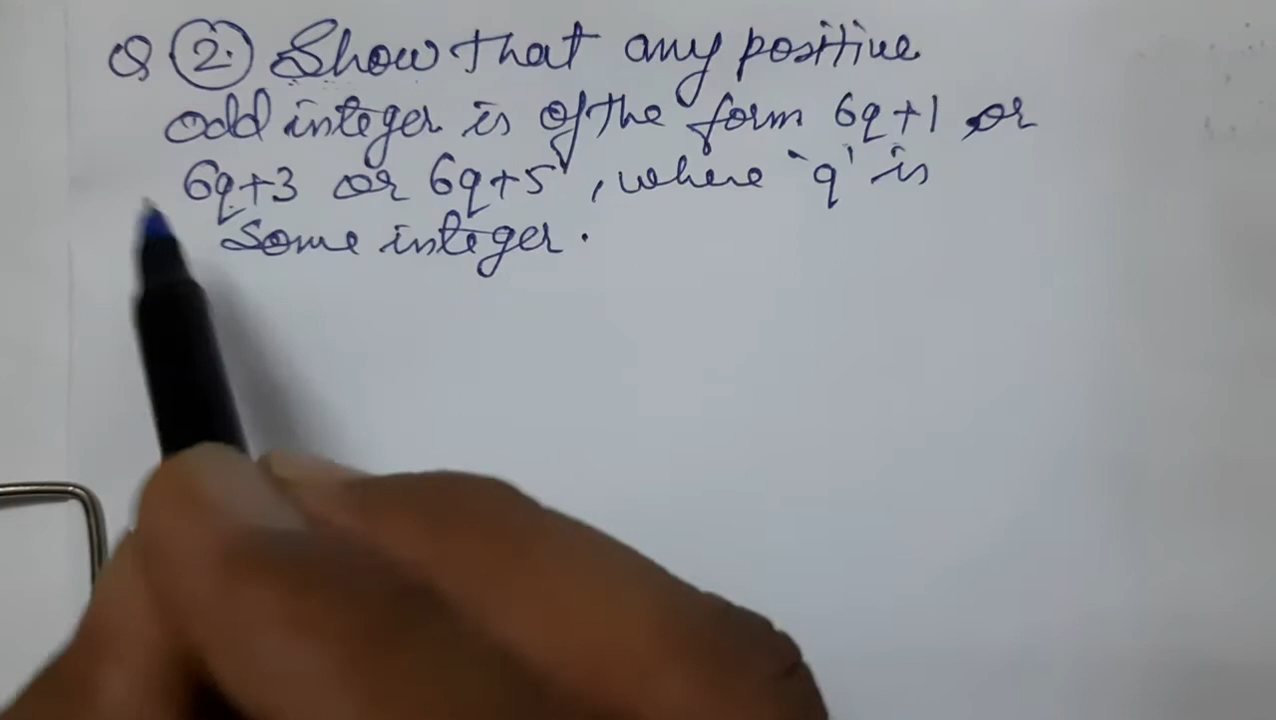 Q 2. Show that any positive
odd integer is of the form 6q+1 or
6q+3 or 6q+5, where 'q' is
some integer.